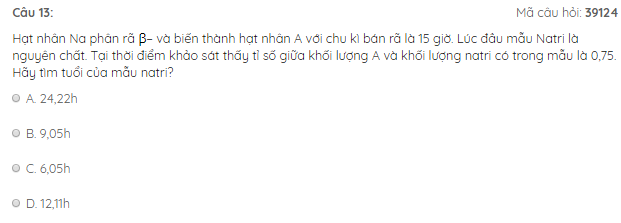 Câu 13: Mã câu hỏi: 39124
Hạt nhân Na phân rã β– và biến thành hạt nhân A với chu kì bán rã là 15 giờ. Lúc đầu mẫu Natri là
nguyên chất. Tại thời điểm khảo sát thấy tỉ số giữa khối lượng A và khối lượng natri có trong mẫu là 0,75.
Hãy tìm tuổi của mẫu natri?
A. 24,22h
B. 9,05h
C. 6,05h
D. 12,11h